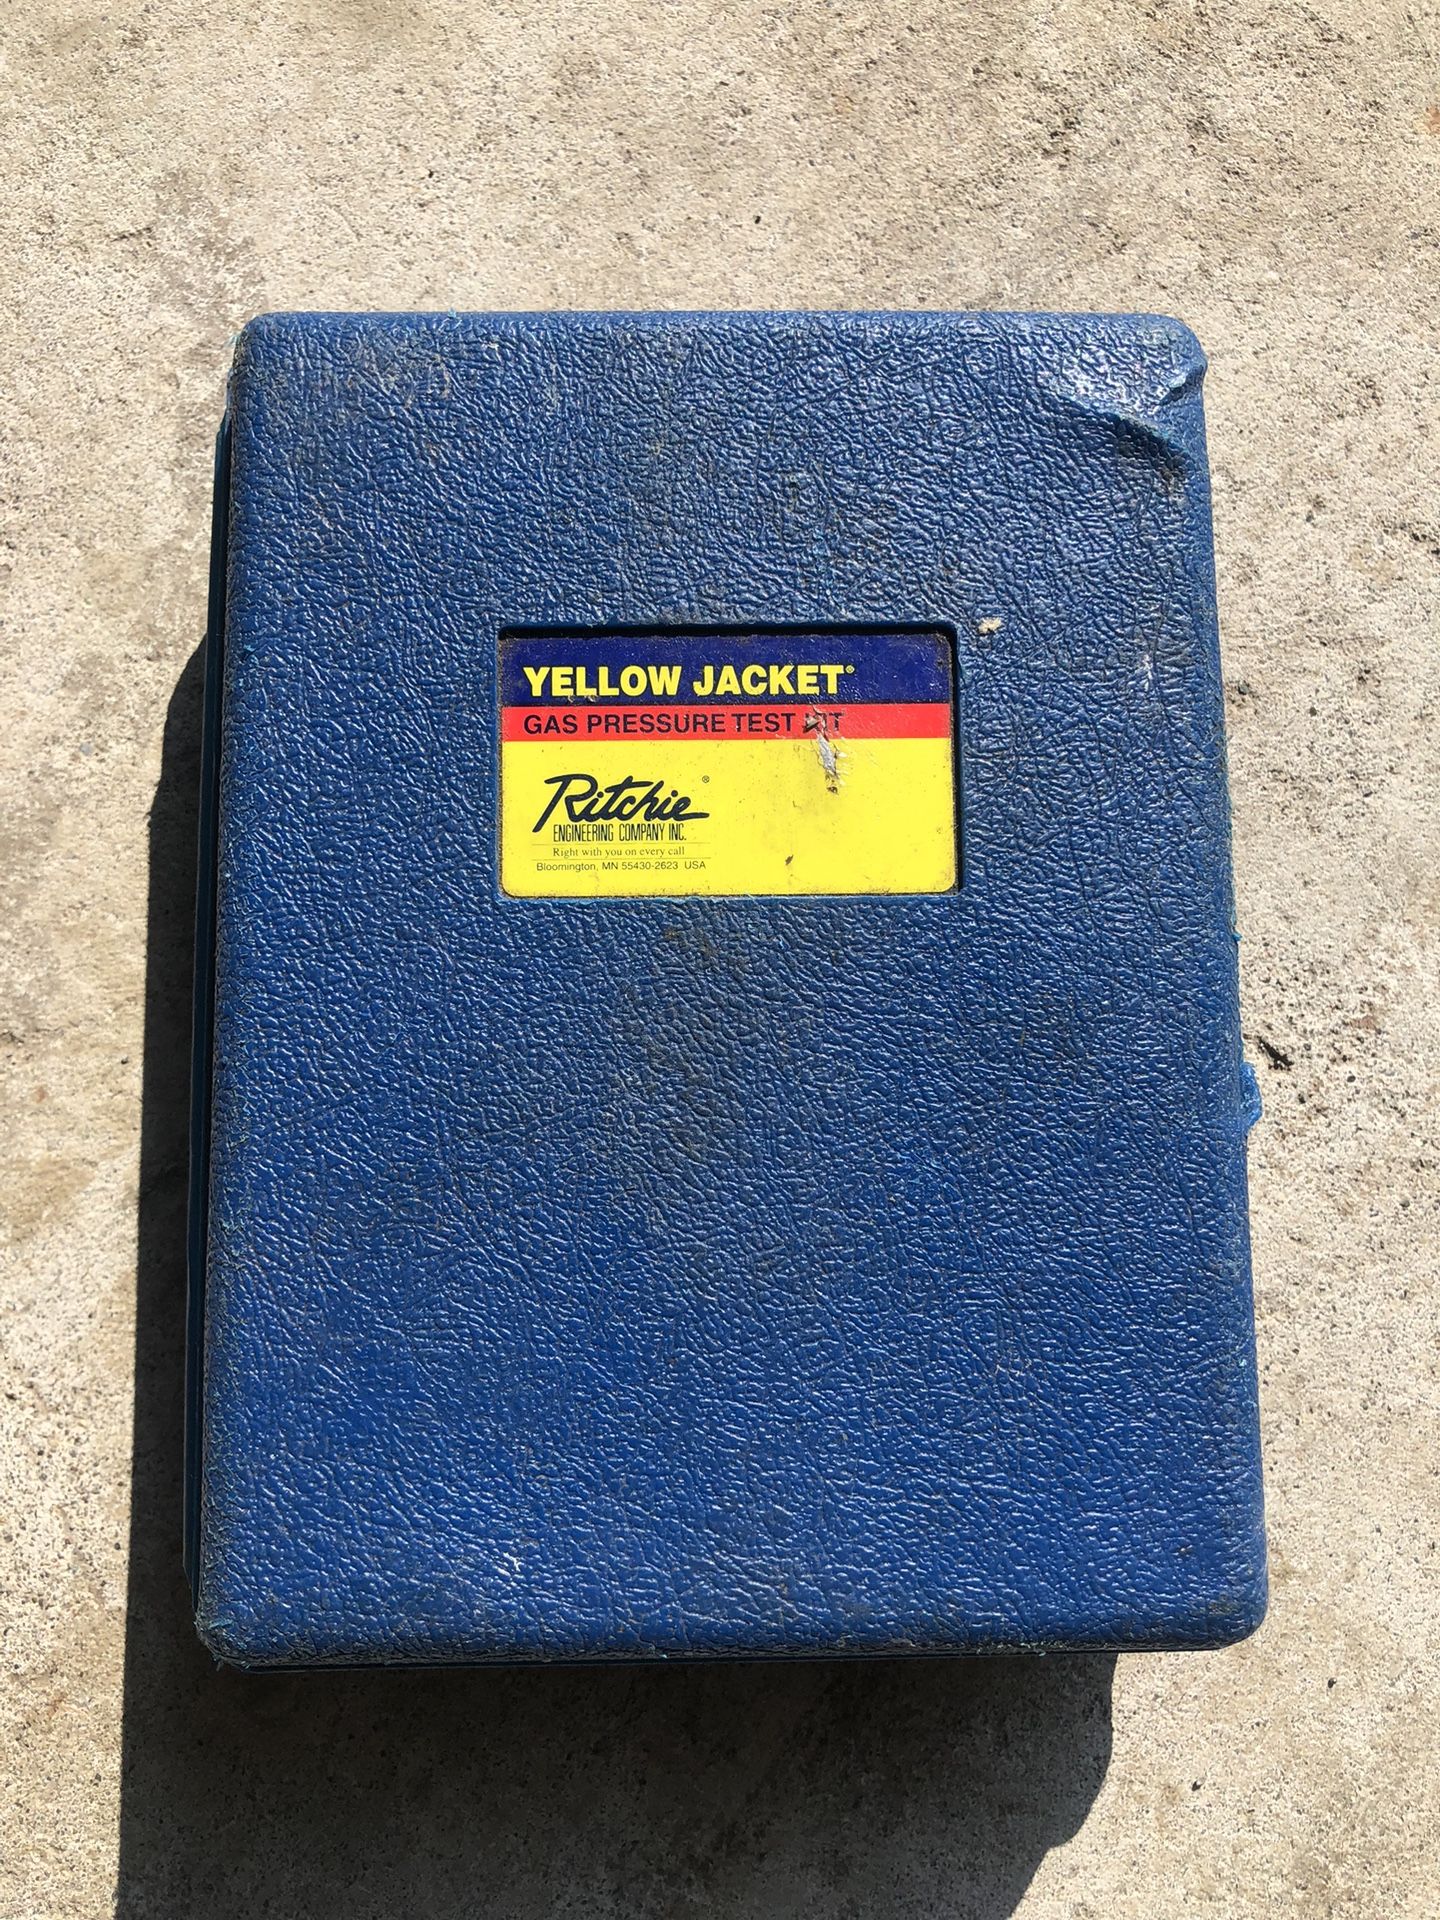 YELLOW JACKET®
GAS PRESSURE TEST KIT
Ritchie®
ENGINEERING COMPANY INC.
Right with you on every call
Bloomington, MN 55430-2623 USA